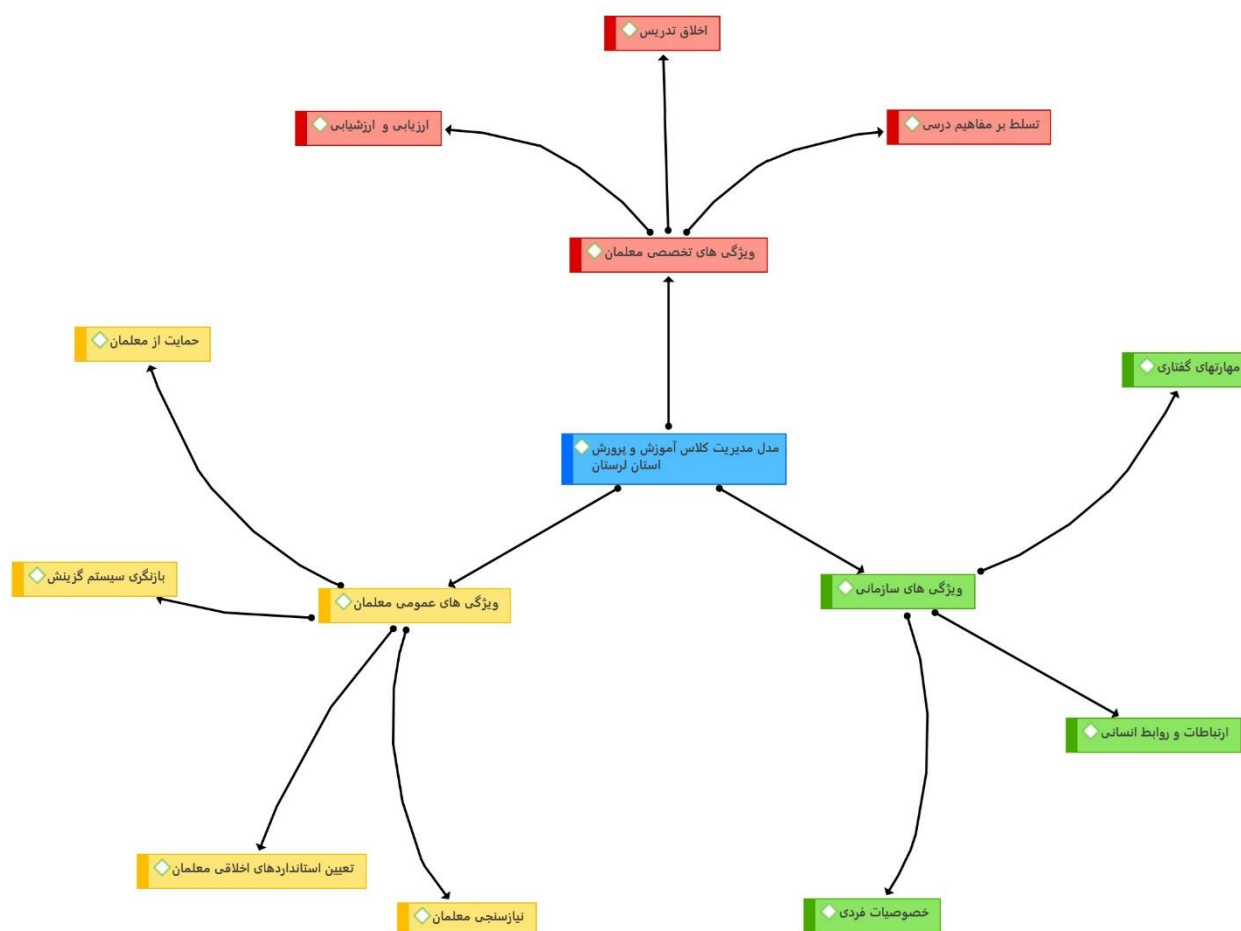 اخلاق تدریس
ارزیابی و ارزشیابی
تسلط بر مفاهیم درسی
ویژگی های تخصصی معلمان
حمایت از معلمان
مهارتهای گفتاری
مدل مدیریت کلاس آموزش و پرورش
استان لرستان
بازنگری سیستم گزینش
ویژگی های عمومی معلمان
ویژگی های سازمانی
ارتباطات و روابط انسانی
تعیین استانداردهای اخلاقی معلمان
نیازسنجی معلمان
خصوصیات فردی